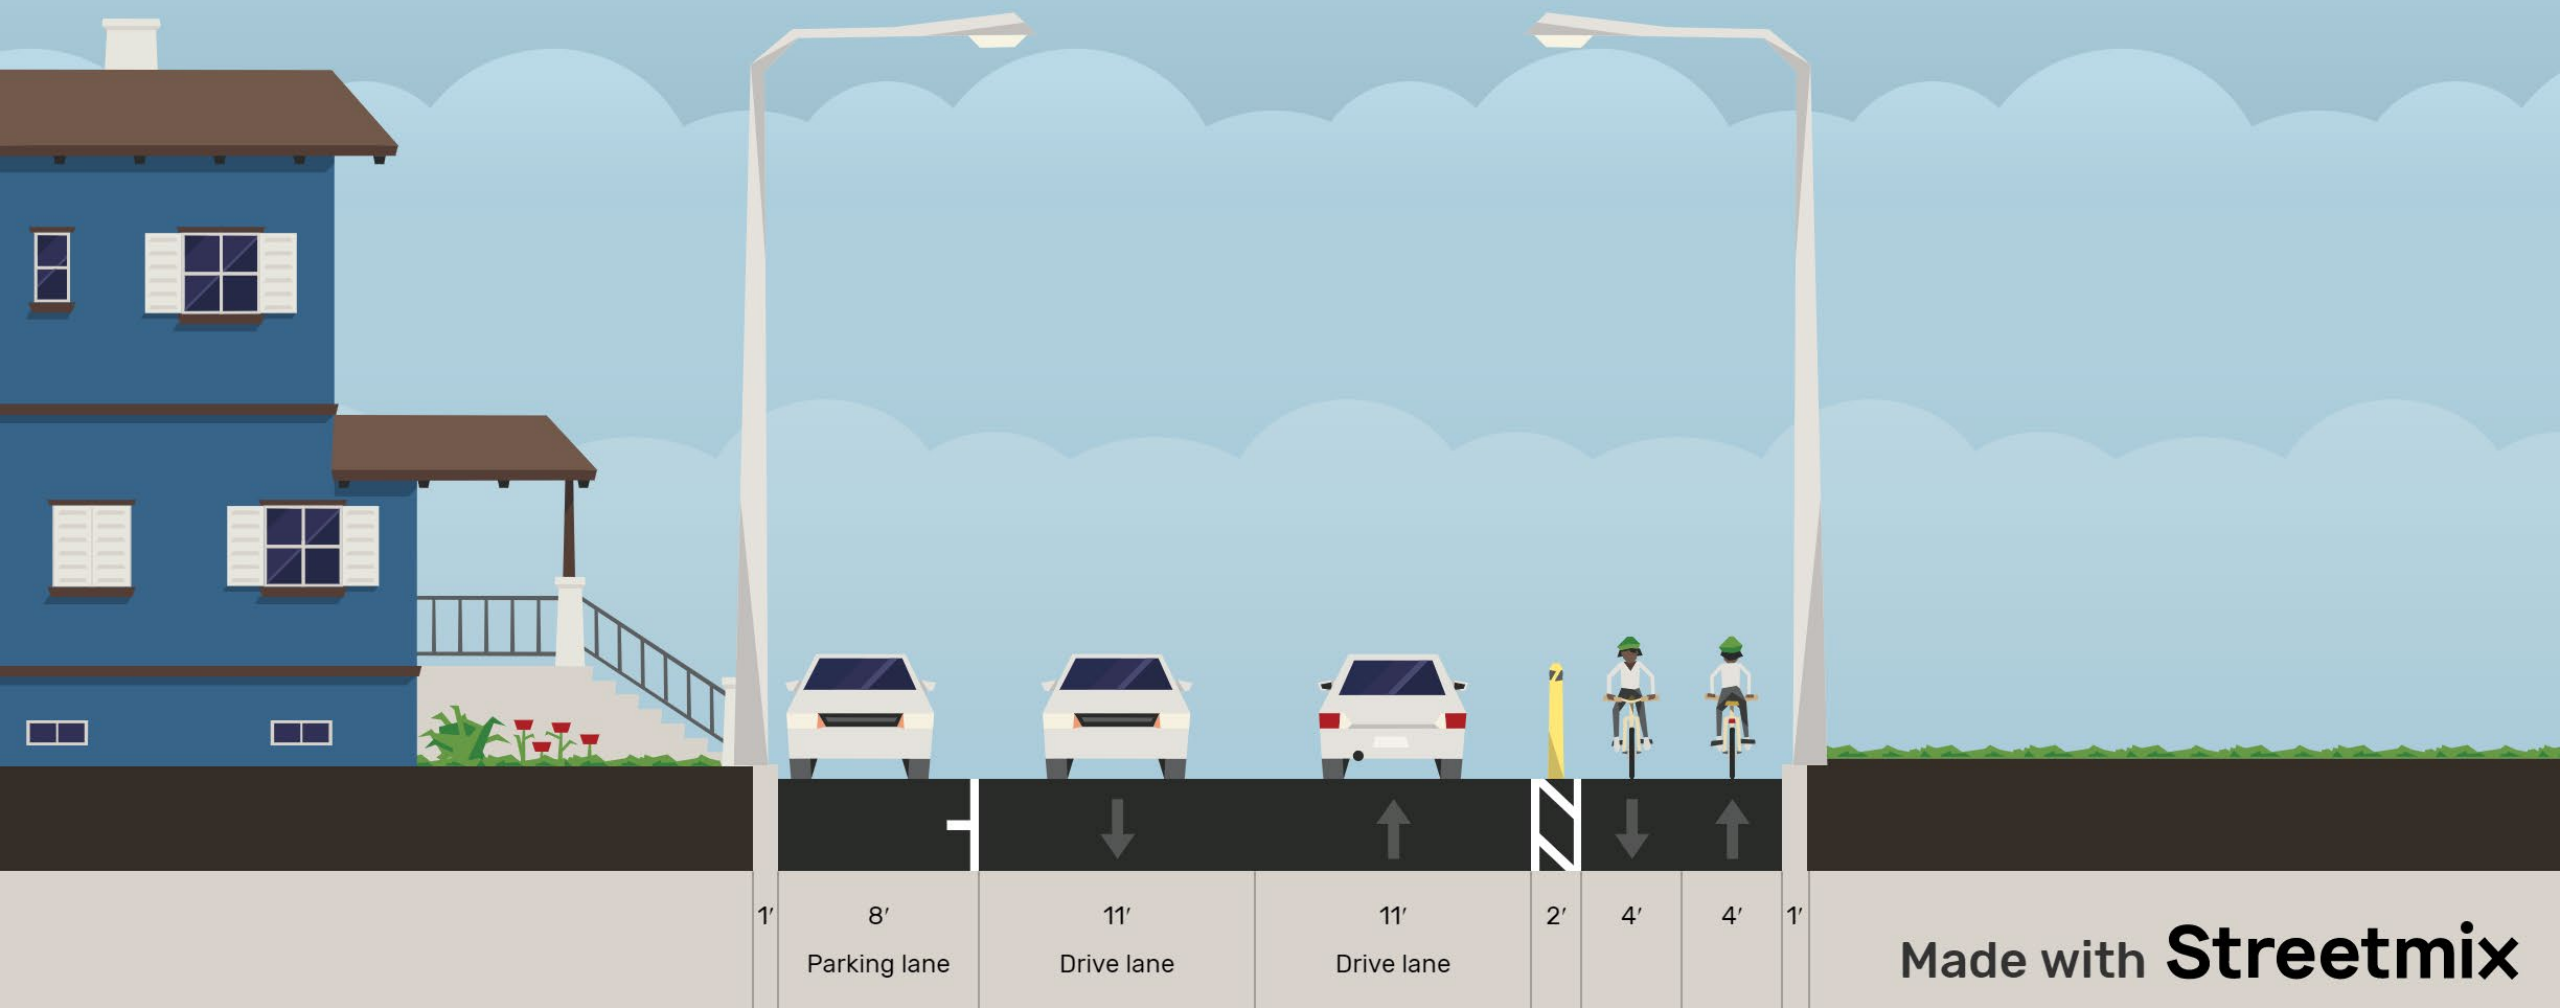 1′ 8′ 11′ 11′ 2′ 4′ 4′ 1′
Parking lane Drive lane Drive lane
Made with Streetmix